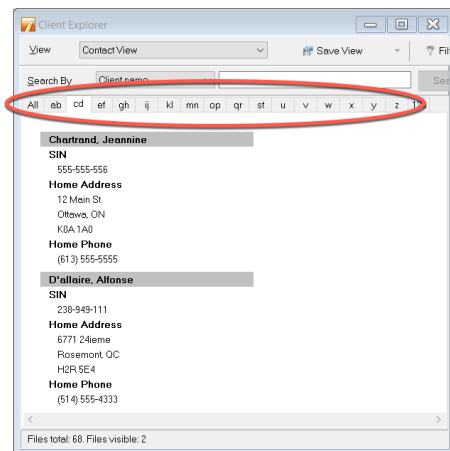 Client Explorer
View Contact View Save View Fil
Search By Client name Sea
All ab cd ef gh ij kl mn op qr st u v w x y z 12
Chartrand, Jeannine
SIN
555-555-556
Home Address
12 Main St
Ottawa, ON
K0A 1A0
Home Phone
(613) 555-5555
D'allaire, Alfonse
SIN
238-949-111
Home Address
6771 24ieme
Rosemont, QC
H2R 5E4
Home Phone
(514) 555-4333
Files total: 68. Files visible: 2